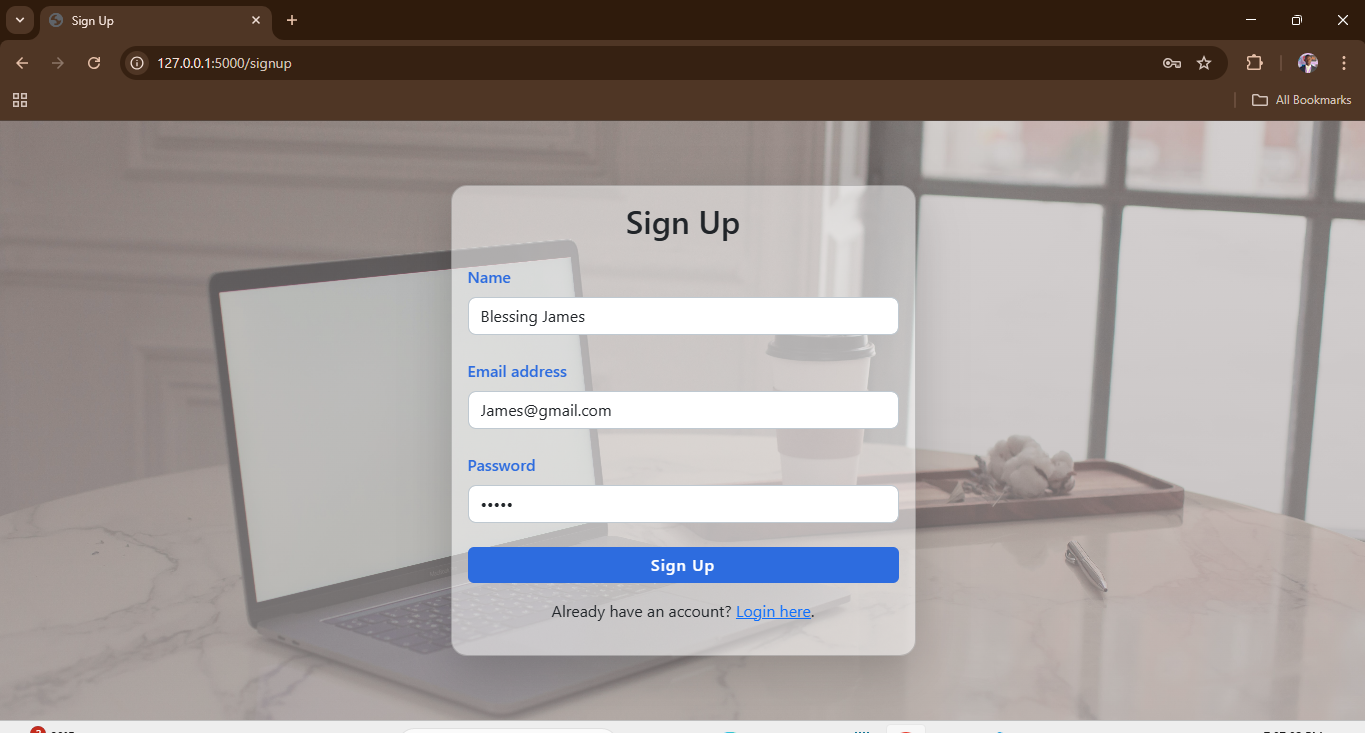 Sign Up
127.0.0.1:5000/signup
All Bookmarks
Sign Up
Name
Blessing James
Email address
James@gmail.com
Password
•••••
Sign Up
Already have an account? Login here.